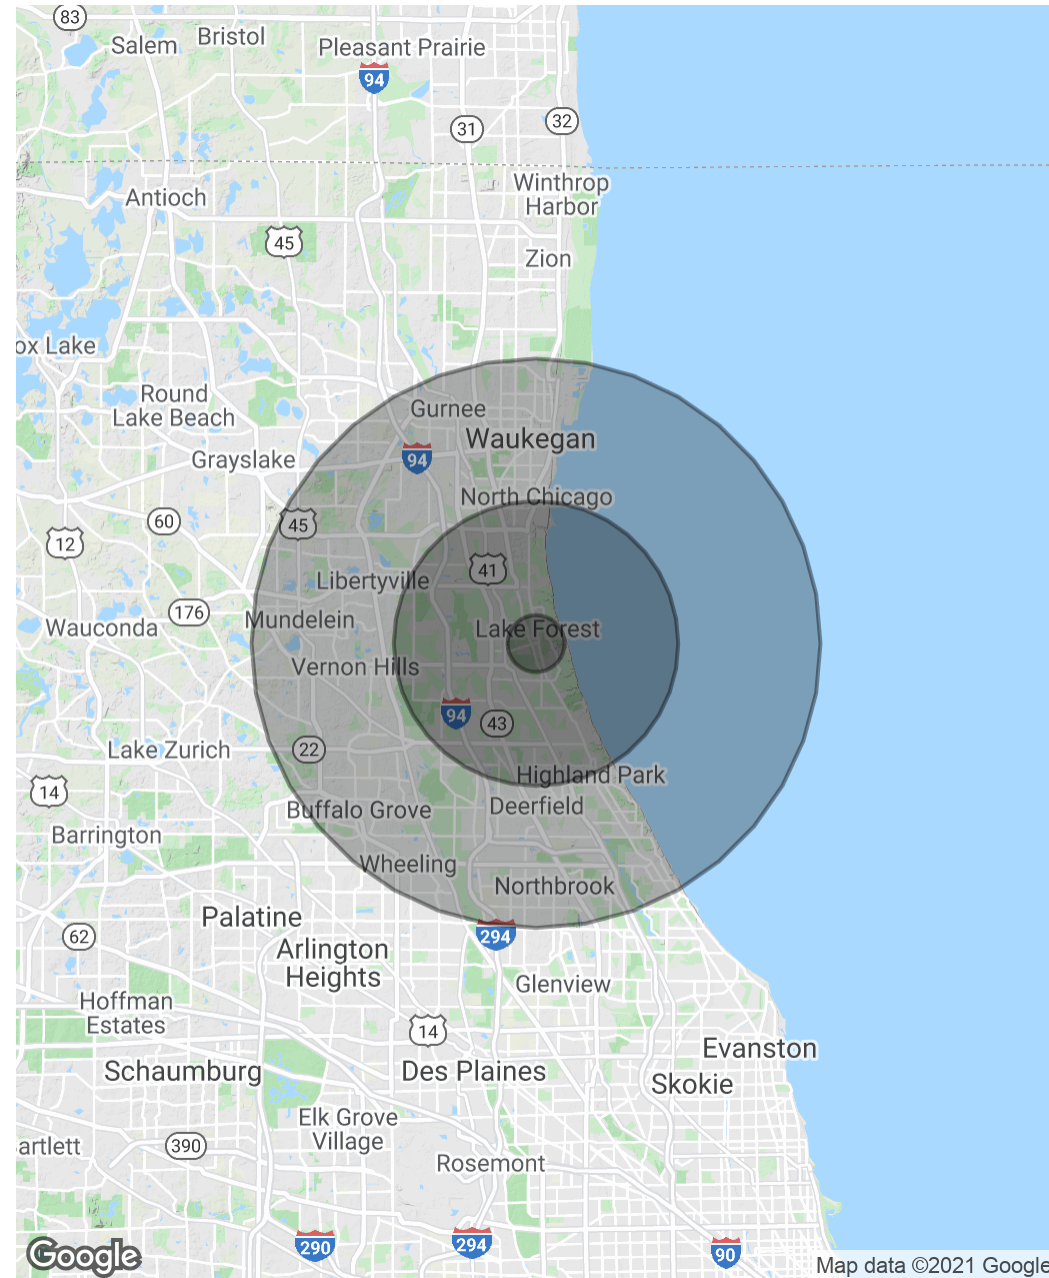 83
Salem
Bristol
Pleasant Prairie
94
31
32
Antioch
Winthrop
Harbor
45
Zion
ox Lake
Round
Lake Beach
Gurnee
Waukegan
Grayslake
94
North Chicago
60
45
12
41
Libertyville
176
Mundelein
Wauconda
Lake Forest
Vernon Hills
94
43
Lake Zurich
22
14
Highland Park
Buffalo Grove
Deerfield
Barrington
Wheeling
Northbrook
Palatine
62
294
Arlington
Heights
Glenview
Hoffman
Estates
14
Evanston
Schaumburg
Des Plaines
Skokie
Elk Grove
Village
artlett
390
Rosemont
290
294
90
Google
Map data ©2021 Google